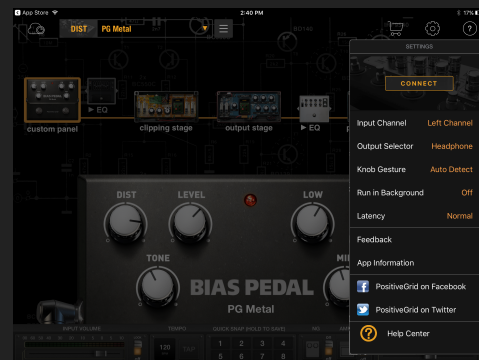 App Store 2:40 PM 17%
DIST PG Metal
SETTINGS
CONNECT
custom panel
EQ
clipping stage
output stage
EQ
Input Channel Left Channel
Output Selector Headphone
Knob Gesture Auto Detect
Run in Background Off
Latency Normal
Feedback
App Information
PositiveGrid on Facebook
PositiveGrid on Twitter
Help Center
DIST LEVEL LOW
TONE
BIAS PEDAL
PG Metal
INPUT VOLUME TEMPO QUICK SNAP (HOLD TO SAVE)
120 TAP 1 2 3 4
5 6 7 8